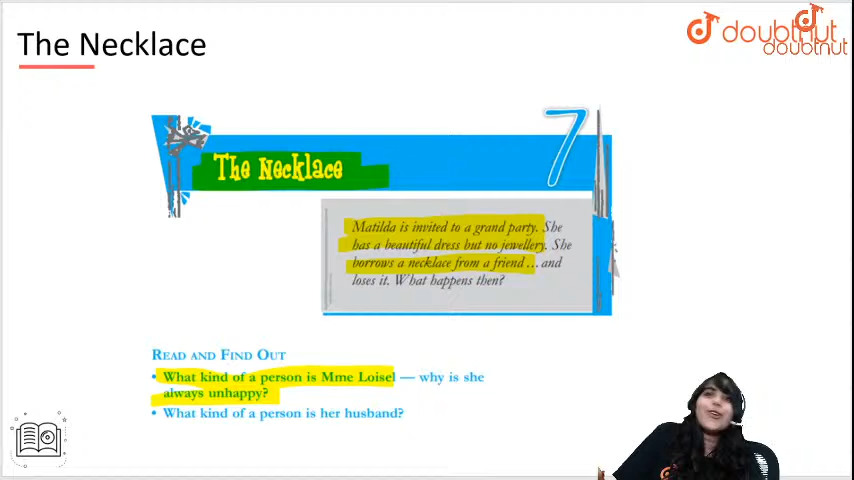 The Necklace
doubtnut
doubtnut
7
The Necklace
Matilda is invited to a grand party. She
has a beautiful dress but no jewellery. She
borrows a necklace from a friend... and
loses it. What happens then?
READ AND FIND OUT
• What kind of a person is Mme Loisel — why is she
always unhappy?
• What kind of a person is her husband?